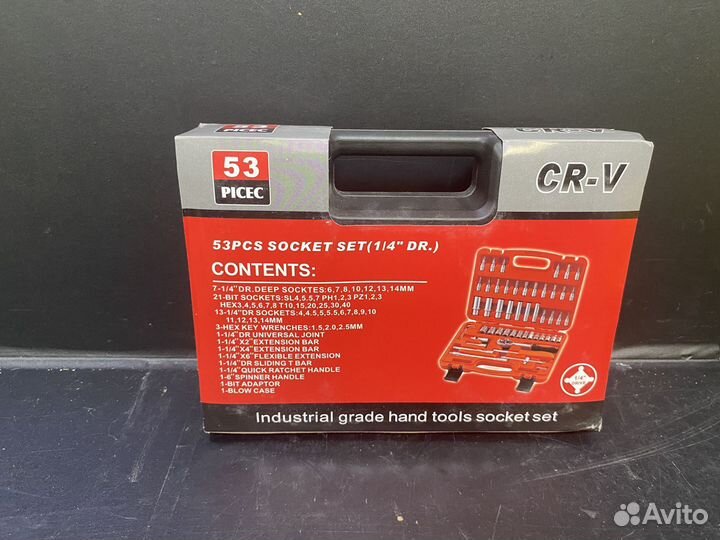 53
PICEC
CR-V
53PCS SOCKET SET(1/4" DR.)
CONTENTS:
7-1/4"DR.DEEP SOCKTES:6,7,8,10,12,13,14MM
21-BIT SOCKETS:SL4,5.5,7 PH1,2,3 PZ1,2,3
HEX3,4,5,6,7,8 T10,15,20,25,30,40
13-1/4"DR SOCKETS:4,4.5,5,5.5,6,7,8,9,10
11,12,13,14MM
3-HEX KEY WRENCHES:1.5,2.0,2.5MM
1-1/4"DR UNIVERSAL JOINT
1-1/4"X2"EXTENSION BAR
1-1/4"X4"EXTENSION BAR
1-1/4"X6"FLEXIBLE EXTENSION
1-1/4"DR SLIDING T BAR
1-1/4"QUICK RATCHET HANDLE
1-6"SPINNER HANDLE
1-BIT ADAPTOR
1-BLOW CASE
1/4"
DRIVE
Industrial grade hand tools socket set
Avito